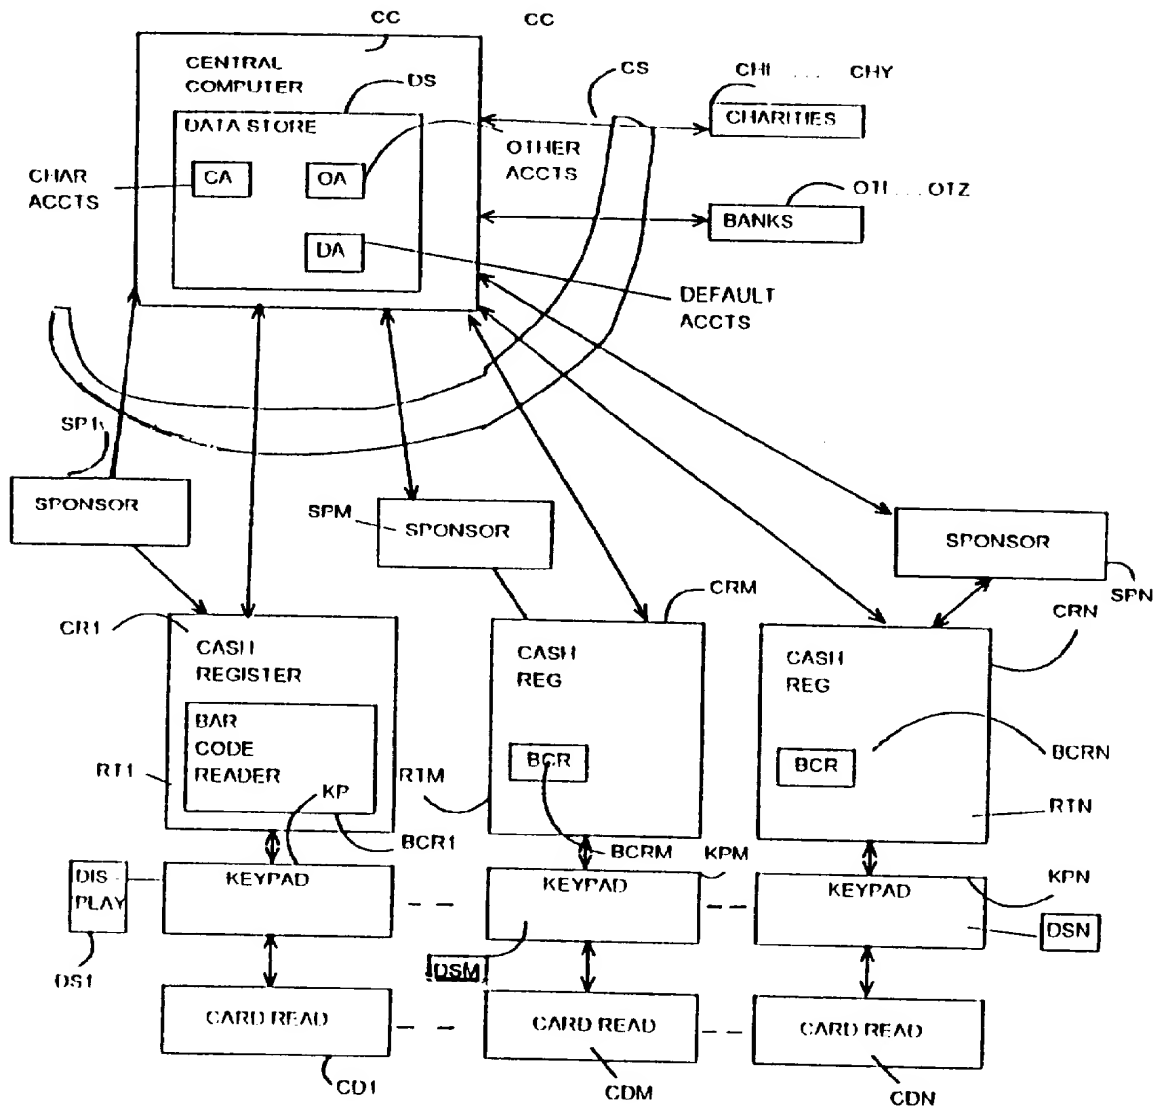 CC
CC
CENTRAL
COMPUTER
DS
CS
CHI .... CHY
DATA STORE
CHARITIES
CA
OA
OTHER
ACCTS
CHAR
ACCTS
OTI...OTZ
BANKS
DA
DEFAULT
ACCTS
SP1
SPONSOR
SPM
SPONSOR
SPONSOR
SPN
CR1
CRM
CRN
CASH
REGISTER
CASH
REG
CASH
REG
BAR
CODE
READER
BCR
BCR
BCRN
RT1
KP
RTM
RTN
BCR1
BCRM
KPM
KPN
DIS
PLAY
KEYPAD
KEYPAD
KEYPAD
DSM
DSN
DS1
CARD READ
CARD READ
CARD READ
CD1
CDM
CDN